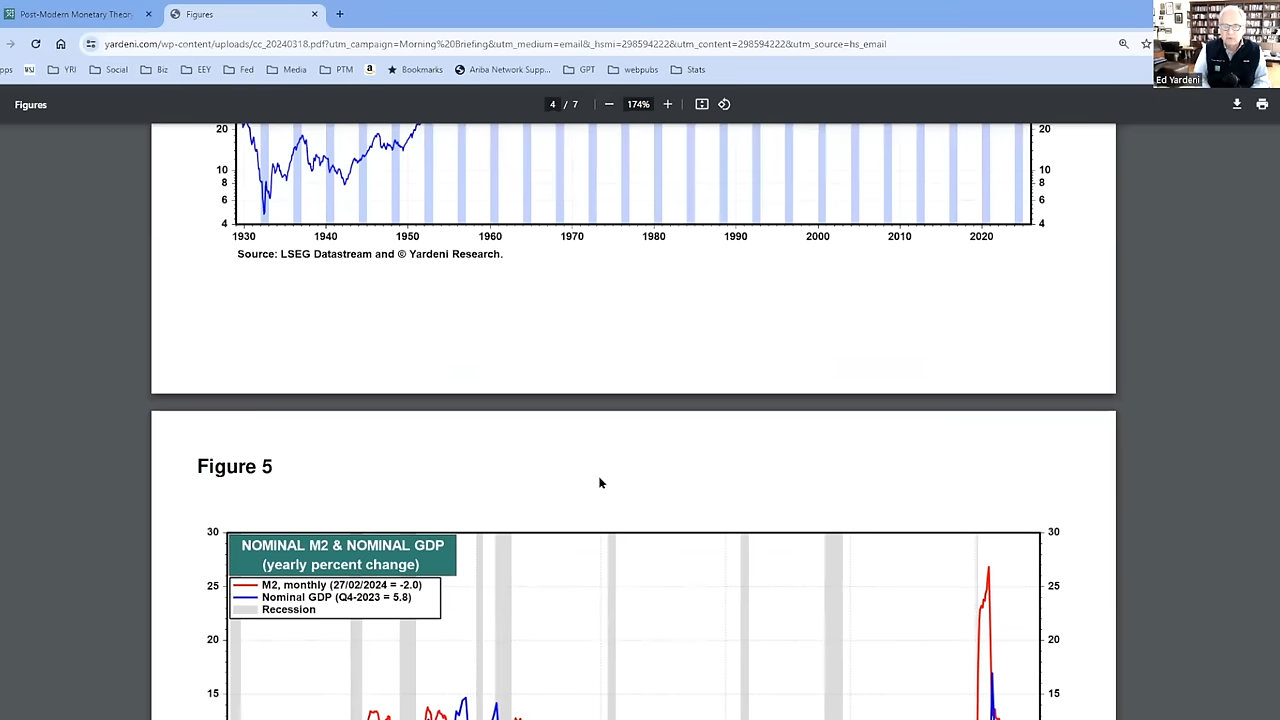 Post-Modern Monetary Theory
Figures
yardeni.com/wp-content/uploads/cc_20240318.pdf?utm_campaign=Morning%20Briefing&utm_medium=email&_hsmi=298594222&utm_content=298594222&utm_source=hs_email
YRI
Social
Biz
EEY
Fed
Media
PTM
Bookmarks
GPT
webpubs
Stats
Ed Yardeni
Figures
4 / 7
174%
20
20
10
10
8
8
6
6
4
4
1930 1940 1950 1960 1970 1980 1990 2000 2010 2020
Source: LSEG Datastream and © Yardeni Research.
Figure 5
30
30
NOMINAL M2 & NOMINAL GDP
(yearly percent change)
M2, monthly (27/02/2024 = -2.0)
Nominal GDP (Q4-2023 = 5.8)
Recession
25
25
20
20
15
15